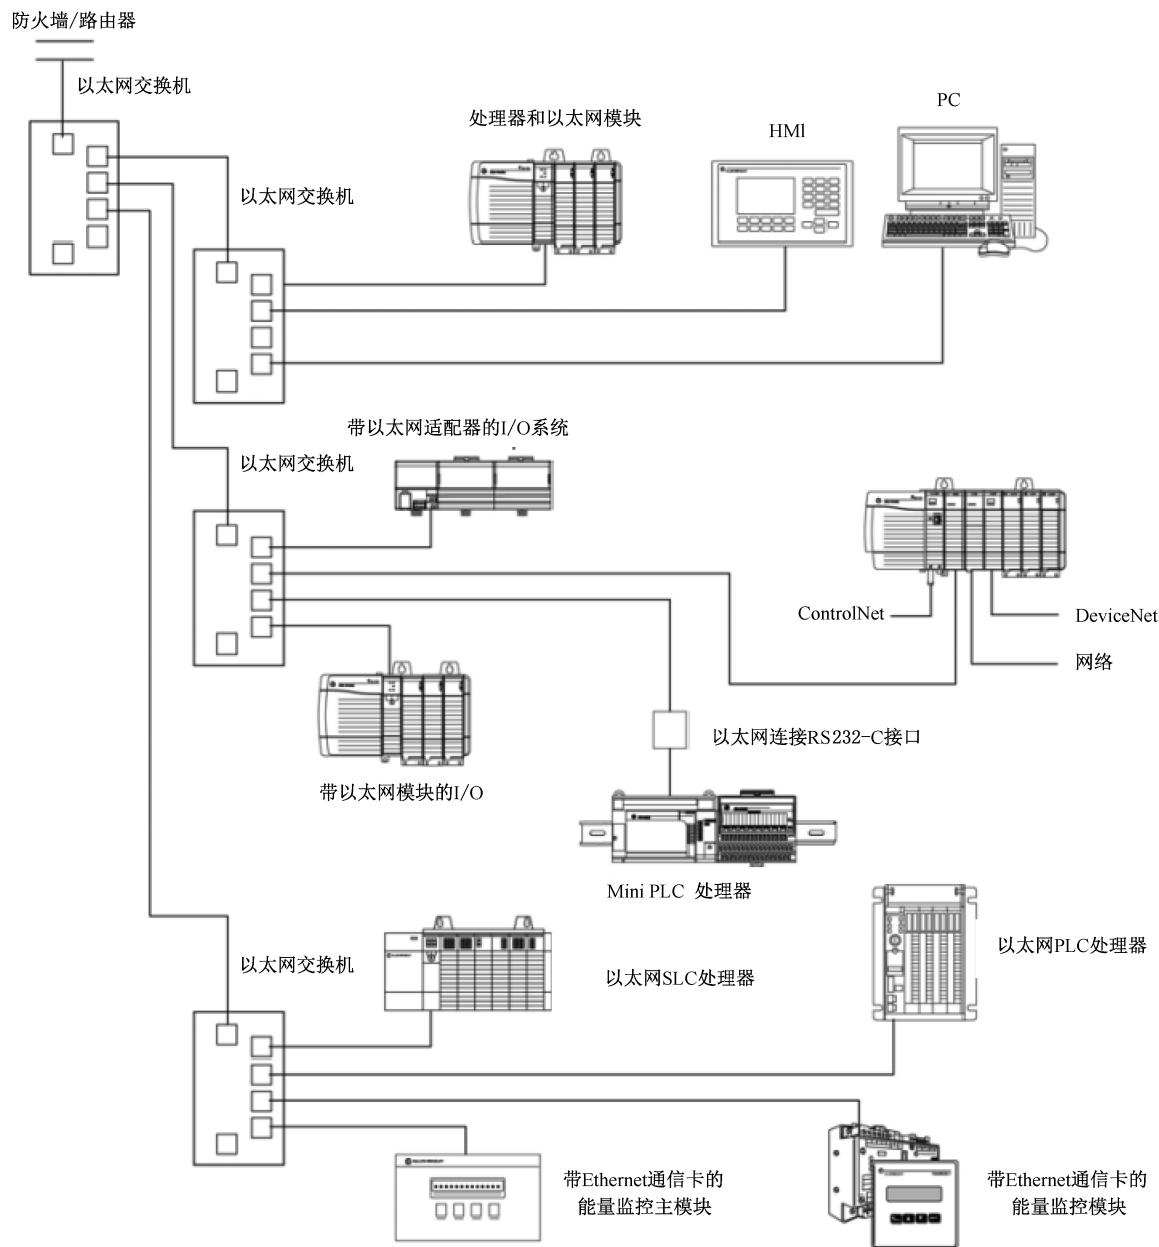 防火墙/路由器
以太网交换机
处理器和以太网模块
HMl
PC
以太网交换机
带以太网适配器的I/O系统
以太网交换机
ControlNet
DeviceNet
网络
以太网连接RS232-C接口
带以太网模块的I/O
Mini PLC 处理器
以太网交换机
以太网SLC处理器
以太网PLC处理器
带Ethernet通信卡的
能量监控主模块
带Ethernet通信卡的
能量监控模块